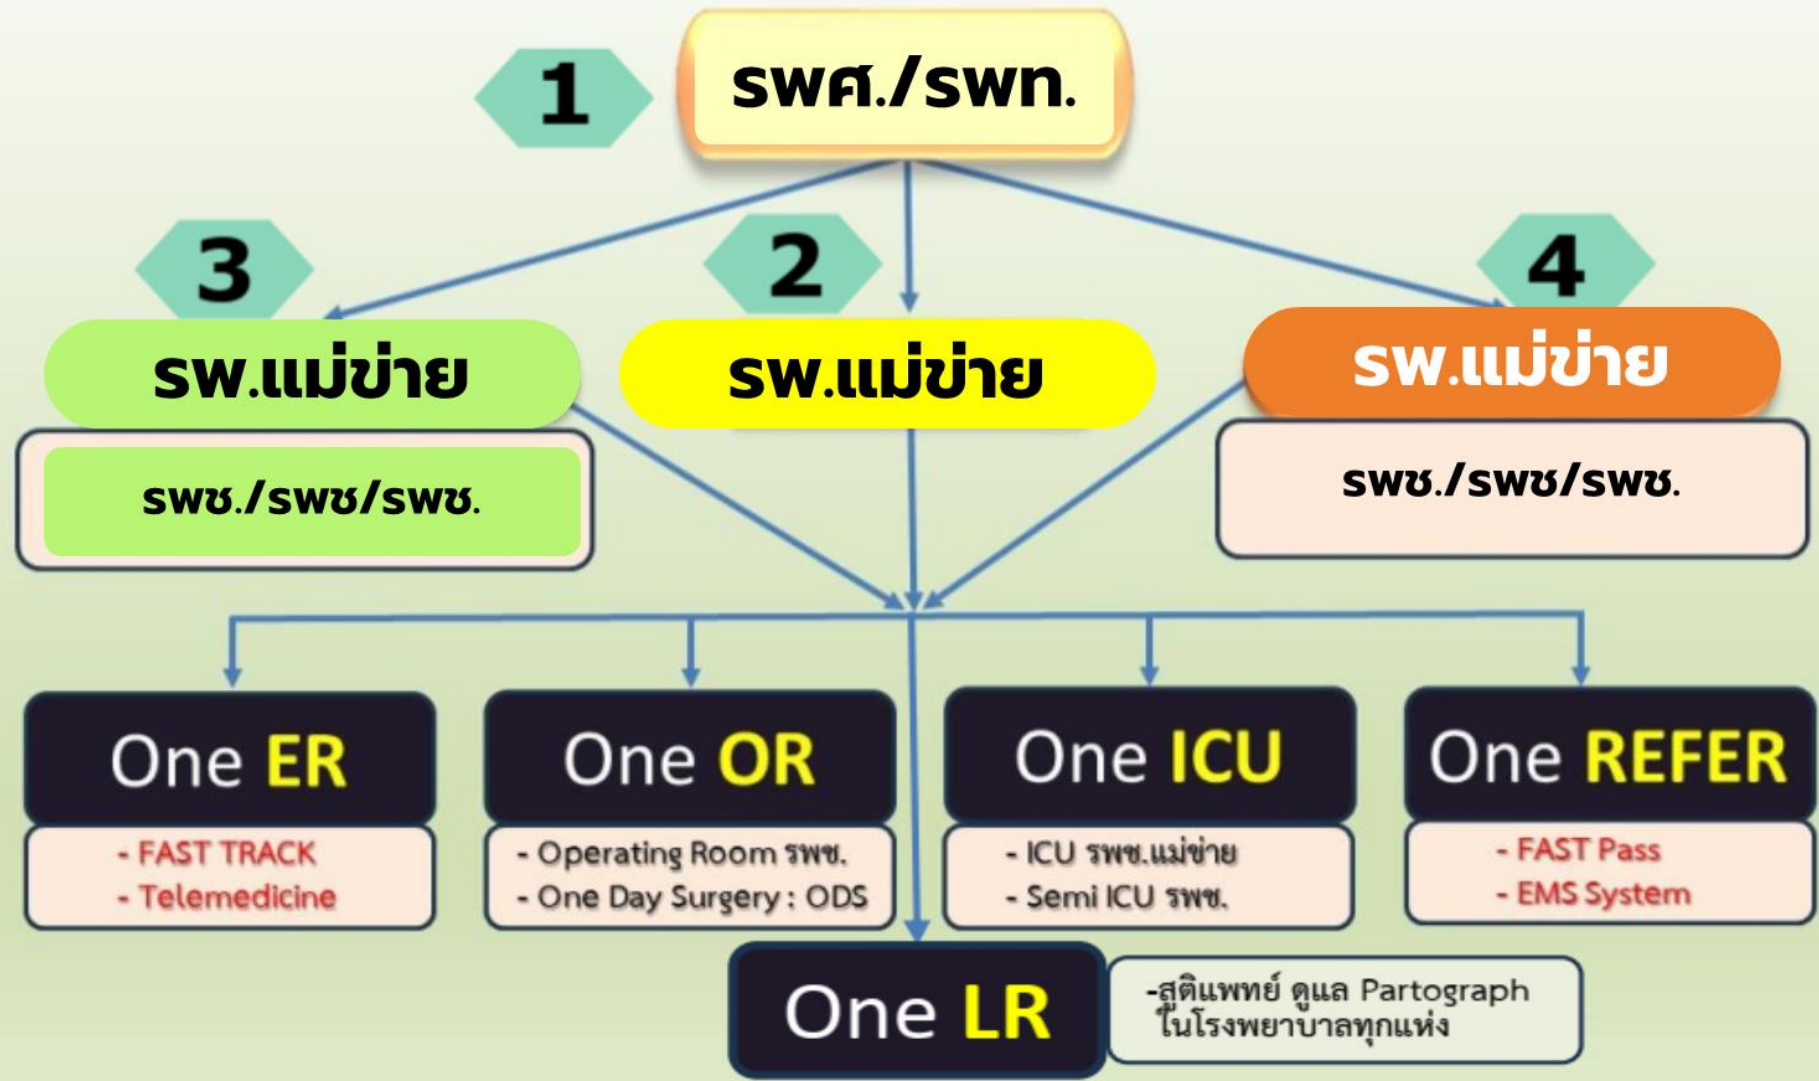 1
รพศ./รพท.
3
2
4
รพ.แม่ข่าย
รพ.แม่ข่าย
รพ.แม่ข่าย
รพช./รพช/รพช.
รพช./รพช/รพช.
One ER
- FAST TRACK
- Telemedicine
One OR
- Operating Room รพช.
- One Day Surgery : ODS
One ICU
- ICU รพช.แม่ข่าย
- Semi ICU รพช.
One REFER
- FAST Pass
- EMS System
One LR
-สูติแพทย์ ดูแล Partograph
ในโรงพยาบาลทุกแห่ง